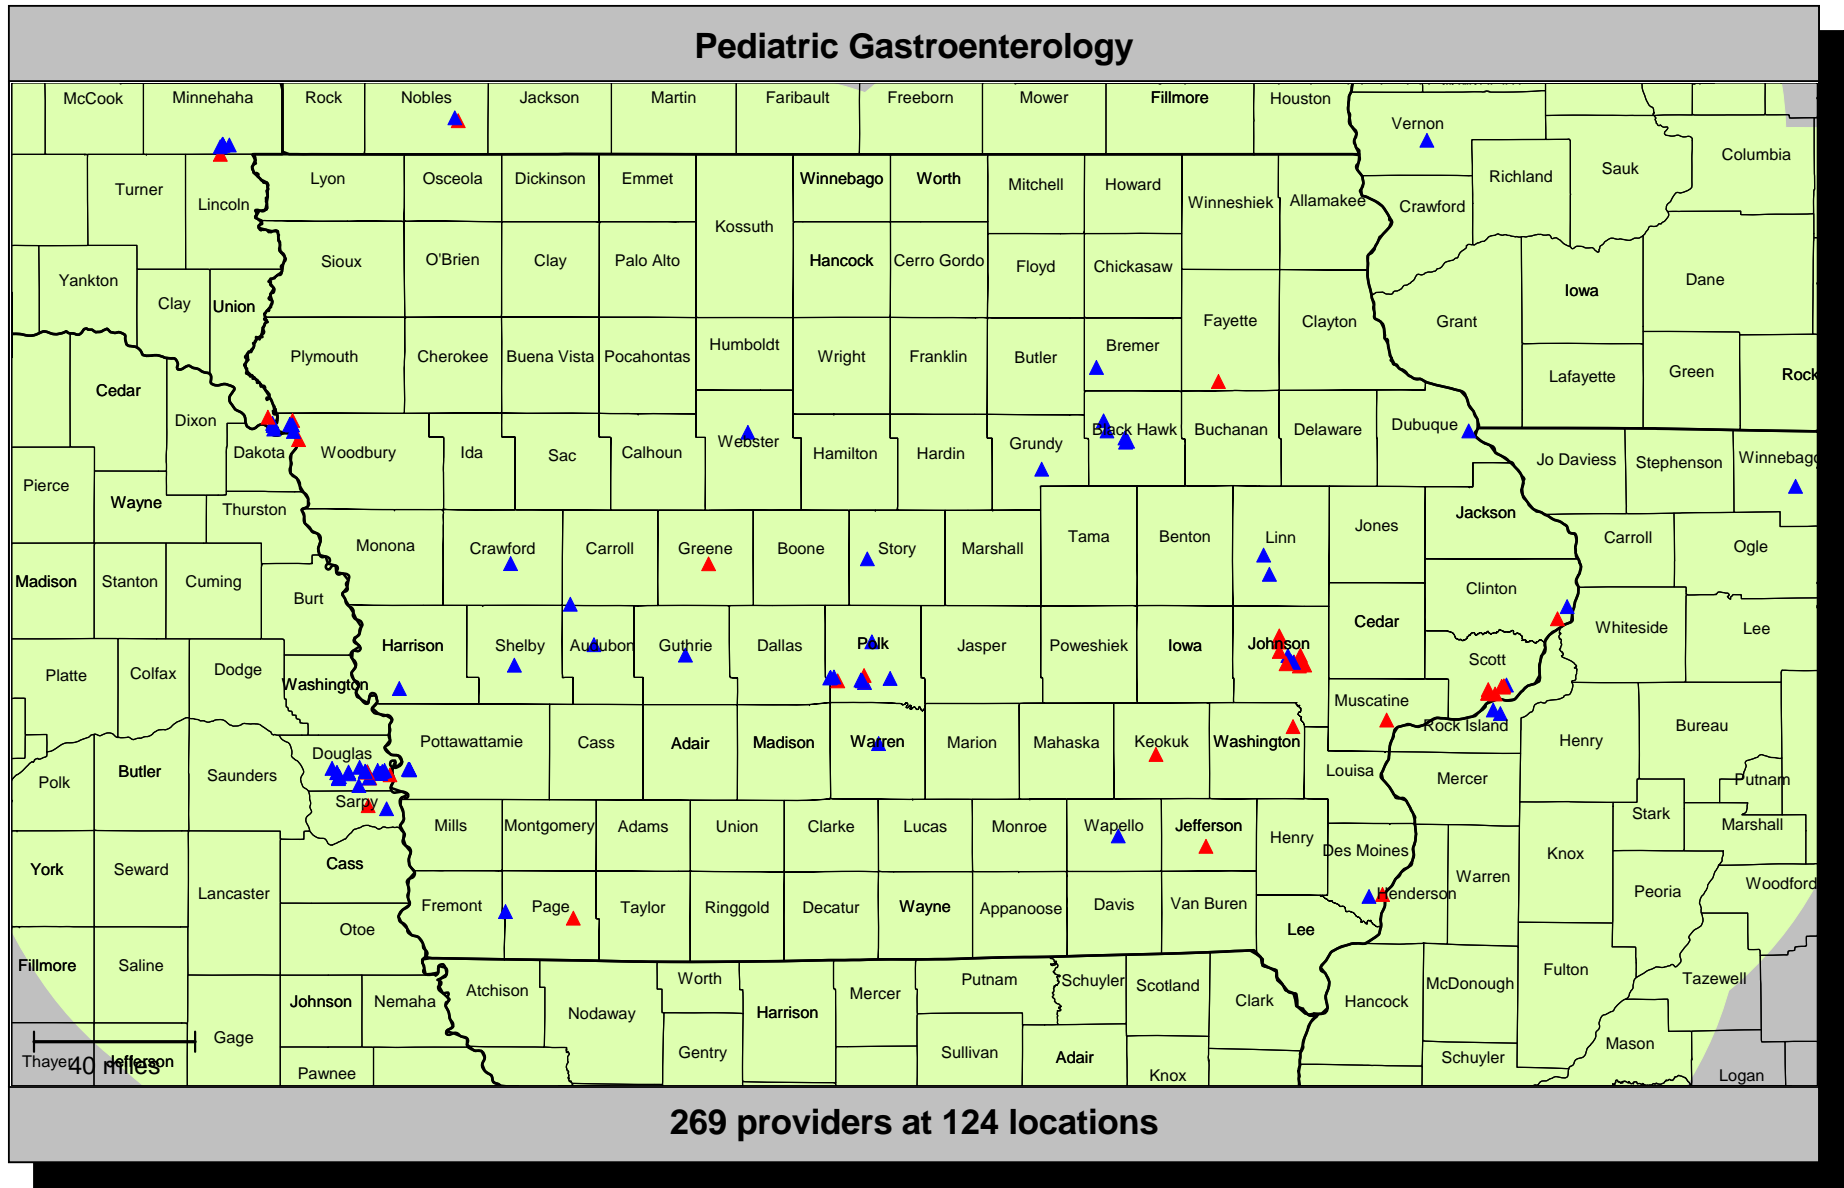 Pediatric Gastroenterology
McCook Minnehaha Rock Nobles Jackson Martin Faribault Freeborn Mower Fillmore Houston
Vernon
Columbia
Sauk
Richland
Turner Lyon Osceola Dickinson Emmet Winnebago Worth Mitchell Howard
Lincoln Winneshiek Allamakee Crawford
Kossuth
Yankton Sioux O'Brien Clay Palo Alto Hancock Cerro Gordo Floyd Chickasaw Dane
Clay Union Iowa
Fayette Clayton Grant
Plymouth Cherokee Buena Vista Pocahontas Humboldt Wright Franklin Butler Bremer
Lafayette Green Rock
Cedar
Dixon Webster Grundy Black Hawk Buchanan Delaware Dubuque
Dakota Woodbury Ida Sac Calhoun Hamilton Hardin Jo Daviess Stephenson Winnebago
Pierce
Wayne Thurston Jackson
Monona Crawford Carroll Greene Boone Story Marshall Tama Benton Linn Jones Carroll Ogle
Madison Stanton Cuming Burt Clinton
Harrison Shelby Audubon Guthrie Dallas Polk Jasper Poweshiek Iowa Johnson Cedar Whiteside Lee
Platte Colfax Dodge Scott
Washington Muscatine
Rock Island Bureau
Douglas Pottawattamie Cass Adair Madison Warren Marion Mahaska Keokuk Washington Henry
Polk Butler Saunders Louisa Mercer Putnam
Sarpy
Mills Montgomery Adams Union Clarke Lucas Monroe Wapello Jefferson Henry Stark Marshall
York Seward Cass Des Moines Knox
Lancaster Warren Peoria Woodford
Fremont Page Taylor Ringgold Decatur Wayne Appanoose Davis Van Buren Henderson
Otoe Lee
Fillmore Saline Fulton
Johnson Nemaha Atchison Worth Mercer Putnam Schuyler Scotland Clark Hancock McDonough Tazewell
Nodaway Harrison
Gage Gentry Sullivan Adair Schuyler Mason
Thayer Jefferson
40 miles
Pawnee Knox Logan
269 providers at 124 locations